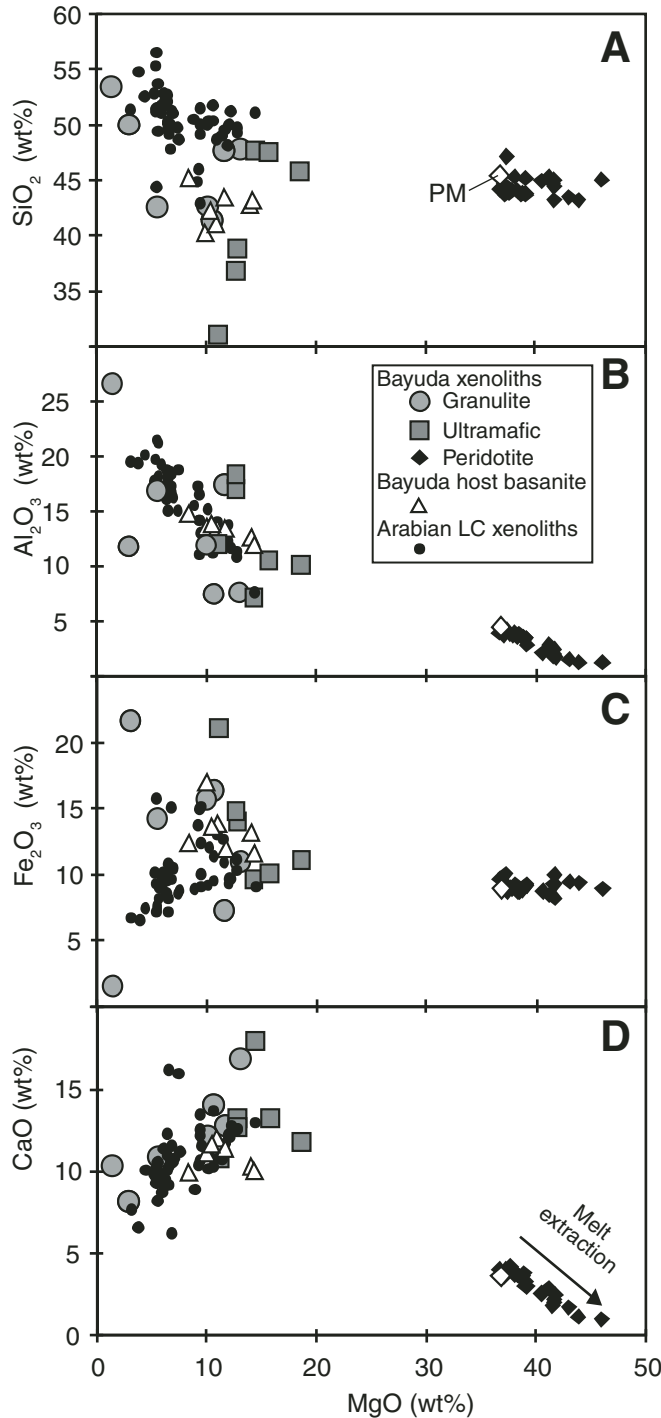 60
A
55
50
SiO2 (wt%)
45
PM
40
35
B
Bayuda xenoliths
Granulite
Ultramafic
Peridotite
Bayuda host basanite
Arabian LC xenoliths
25
20
Al2O3 (wt%)
15
10
5
C
20
Fe2O3 (wt%)
15
10
5
D
CaO (wt%)
15
10
5
0
Melt
extraction
0 10 20 30 40 50
MgO (wt%)